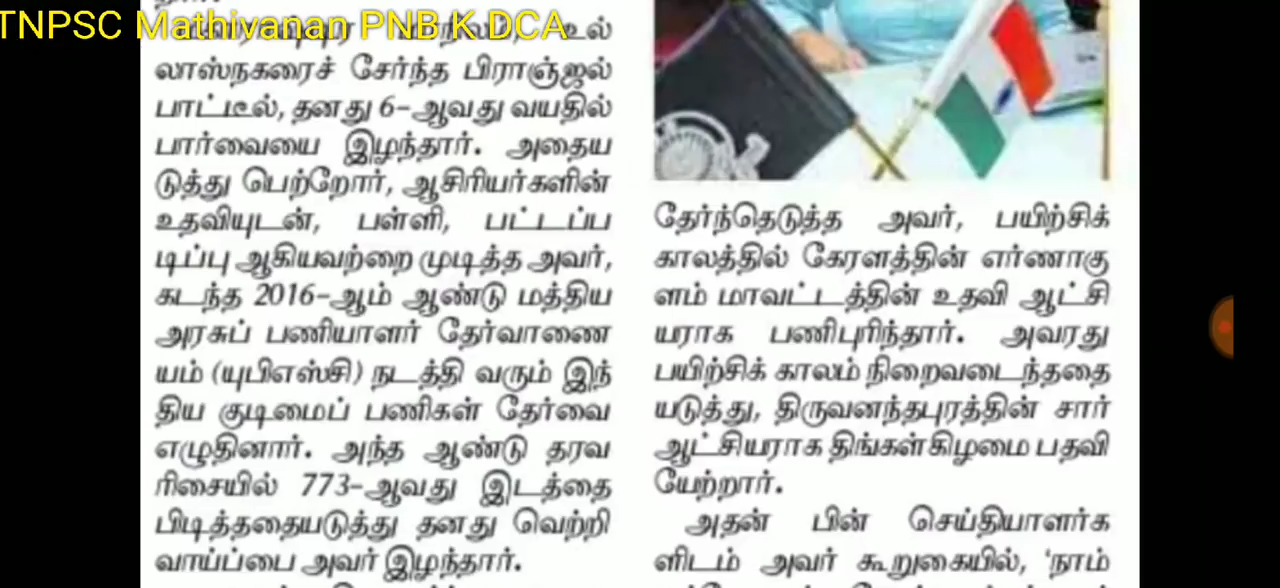 TNPSC Mathivanan PNB K DCA
லாஸ்நகரைச் சேர்ந்த பிராஞ்ஜல்
பாட்டீல், தனது 6-ஆவது வயதில்
பார்வையை இழந்தார். அதைய
டுத்து பெற்றோர், ஆசிரியர்களின்
உதவியுடன், பள்ளி, பட்டப்ப
டிப்பு ஆகியவற்றை முடித்த அவர்,
கடந்த 2016-ஆம் ஆண்டு மத்திய
அரசுப் பணியாளர் தேர்வாணை
யம் (யுபிஎஸ்சி) நடத்தி வரும் இந்
திய குடிமைப் பணிகள் தேர்வை
எழுதினார். அந்த ஆண்டு தரவ
ரிசையில் 773-ஆவது இடத்தை
பிடித்ததையடுத்து தனது வெற்றி
வாய்ப்பை அவர் இழந்தார்.
தேர்ந்தெடுத்த அவர், பயிற்சிக்
காலத்தில் கேரளத்தின் எர்ணாகு
ளம் மாவட்டத்தின் உதவி ஆட்சி
யராக பணிபுரிந்தார். அவரது
பயிற்சிக் காலம் நிறைவடைந்ததை
யடுத்து, திருவனந்தபுரத்தின் சார்
ஆட்சியராக திங்கள்கிழமை பதவி
யேற்றார்.
அதன் பின் செய்தியாளர்க
ளிடம் அவர் கூறுகையில், 'நாம்